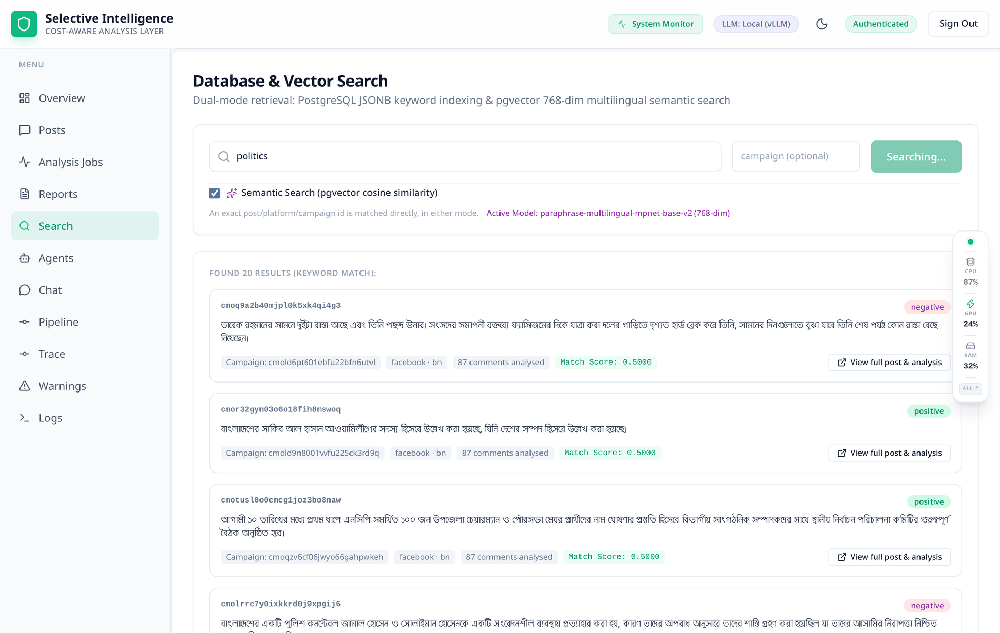 Selective Intelligence
COST-AWARE ANALYSIS LAYER
System Monitor
LLM: Local (vLLM)
Authenticated
Sign Out
MENU
Overview
Posts
Analysis Jobs
Reports
Search
Agents
Chat
Pipeline
Trace
Warnings
Logs
Database & Vector Search
Dual-mode retrieval: PostgreSQL JSONB keyword indexing & pgvector 768-dim multilingual semantic search
politics
campaign (optional)
Searching...
Semantic Search (pgvector cosine similarity)
An exact post/platform/campaign id is matched directly, in either mode. Active Model: paraphrase-multilingual-mpnet-base-v2 (768-dim)
FOUND 20 RESULTS (KEYWORD MATCH):
cmoq9a2b40mjpl0k5xk4qi4g3
negative
তারেক রহমানের সামনে দুইটা রাস্তা আছে এবং তিনি পছন্দ উনার। সংসদের সমাপনী বক্তব্যে ফ্যাসিজমের দিকে যাত্রা করা দলের গাড়িতে দৃশ্যত হার্ড ব্রেক করে তিনি, সামনের দিনগুলোতে বুঝা যাবে তিনি শেষ পর্যন্ত কোন রাস্তা বেছে
নিয়েছেন।
Campaign: cmold6pt601ebfu22bfn6utvl
facebook · bn
87 comments analysed
Match Score: 0.5000
View full post & analysis
cmor32gyn03o6o18fih8mswoq
positive
বাংলাদেশের সাকিব আল হাসান আওয়ামিলীগের সদস্য হিসেবে উল্লেখ করা হয়েছে, যিনি দেশের সম্পদ হিসেবে উল্লেখ করা হয়েছে।
Campaign: cmold9n8001vvfu225ck3rd9q
facebook · bn
87 comments analysed
Match Score: 0.5000
View full post & analysis
cmotusl0o0cmcg1joz3bo8naw
positive
আগামী ১০ তারিখের মধ্যে প্রথম ধাপে এনসিপি সমর্থিত ১০০ জন উপজেলা চেয়ারম্যান ও পৌরসভা মেয়র প্রার্থীদের নাম ঘোষণার প্রস্তুতি হিসেবে বিভাগীয় সাংগঠনিক সম্পাদকদের সাথে স্থানীয় নির্বাচন পরিচালনা কমিটির গুরুত্বপূর্ণ
বৈঠক অনুষ্ঠিত হবে।
Campaign: cmoqzv6cf06jwyo66gahpwkeh
facebook · bn
87 comments analysed
Match Score: 0.5000
View full post & analysis
cmolrrc7y0ixkkrd0j9xpgij6
negative
বাংলাদেশের একটি পুলিশ কনস্টেবল জামাল হোসেন ও সোলাইমান হোসেনকে একটি সংবেদনশীল ব্যবস্থায় প্রত্যাহার করা হয়, কারণ তাদের অপরাধ অনুসারে তাদের শাস্তি গ্রহণ করা হয়েছিল যা তাদের আসামির নিরাপত্তা নিশ্চিত
CPU
87%
GPU
24%
RAM
32%
Alt+M